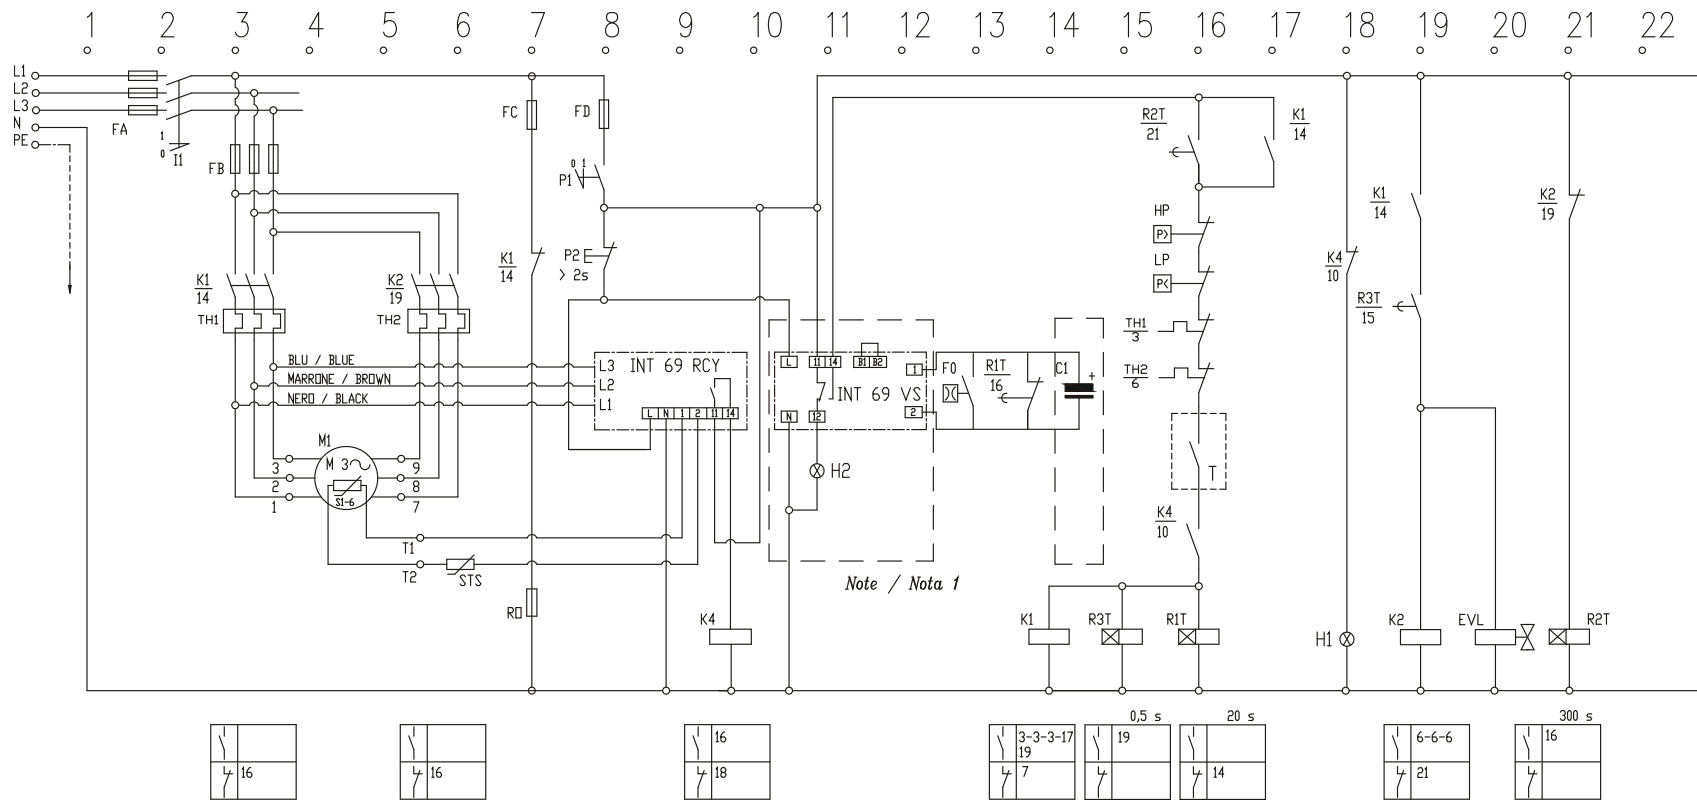 1 2 3 4 5 6 7 8 9 10 11 12 13 14 15 16 17 18 19 20 21 22
L1
L2
L3
N
PE
FA
1
0
I1
FB
FC
FD
0 1
P1
P2
> 2s
K1
14
K1
14
K2
19
TH1
TH2
BLU / BLUE
MARRONE / BROWN
NERO / BLACK
L3
L2
L1
INT 69 RCY
L N 1 2 11 14
M1
M 3
S1-6
3
2
1
9
8
7
T1
T2
STS
RO
K4
L
11 14
B1 B2
1
INT 69 VS
N
12
2
H2
Note / Nota 1
F0
R1T
16
C1
+
R2T
21
K1
14
HP
P>
LP
P<
TH1
3
TH2
6
T
K4
10
K1
R3T
R1T
K4
10
H1
K1
14
R3T
15
K2
EVL
K2
19
R2T
16
16
16
18
3-3-3-17
19
7
0,5 s
19
20 s
14
6-6-6
21
300 s
16